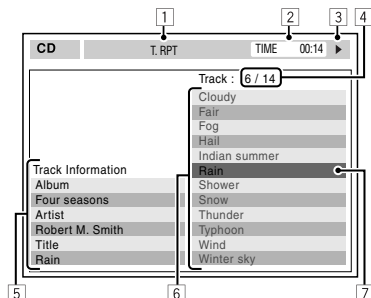 1 2 3 4
CD T. RPT TIME 00:14
Track : 6 / 14
Cloudy
Fair
Fog
Hail
Indian summer
Rain
Shower
Snow
Thunder
Typhoon
Wind
Winter sky
Track Information
Album
Four seasons
Artist
Robert M. Smith
Title
Rain
5 6 7